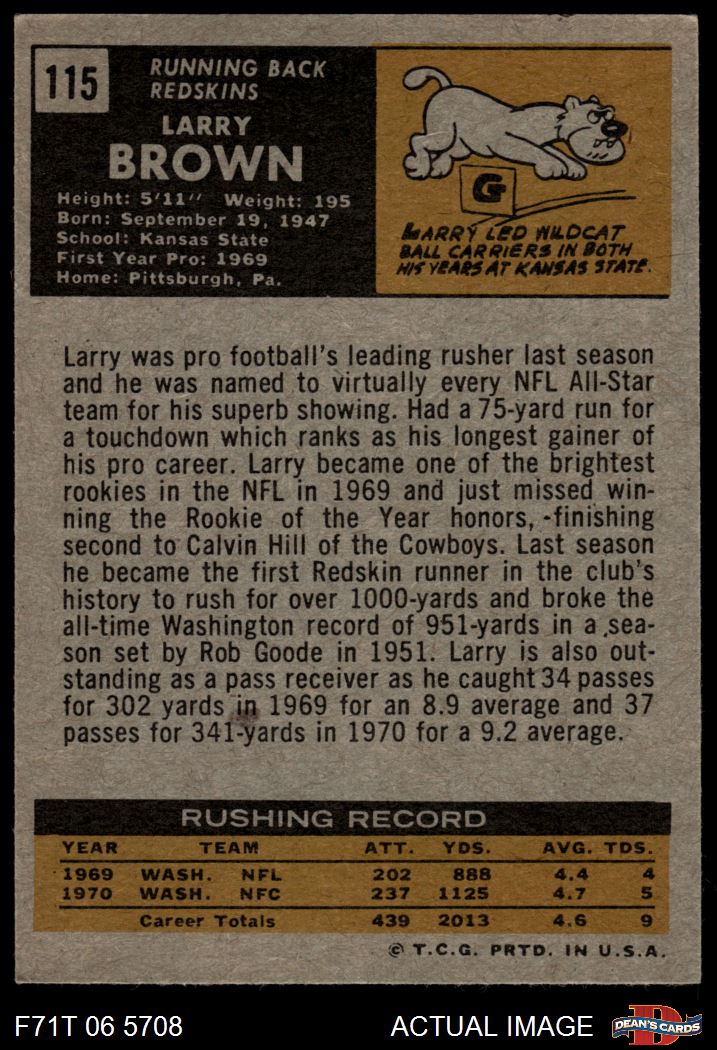 115
RUNNING BACK
REDSKINS
LARRY
BROWN
Height: 5'11" Weight: 195
Born: September 19, 1947
School: Kansas State
First Year Pro: 1969
Home: Pittsburgh, Pa.
G
LARRY LED WILDCAT
BALL CARRIERS IN BOTH
HIS YEARS AT KANSAS STATE.
Larry was pro football's leading rusher last season
and he was named to virtually every NFL All-Star
team for his superb showing. Had a 75-yard run for
a touchdown which ranks as his longest gainer of
his pro career. Larry became one of the brightest
rookies in the NFL in 1969 and just missed win-
ning the Rookie of the Year honors, -finishing
second to Calvin Hill of the Cowboys. Last season
he became the first Redskin runner in the club's
history to rush for over 1000-yards and broke the
all-time Washington record of 951-yards in a sea-
son set by Rob Goode in 1951. Larry is also out-
standing as a pass receiver as he caught 34 passes
for 302 yards in 1969 for an 8.9 average and 37
passes for 341-yards in 1970 for a 9.2 average.
RUSHING RECORD
YEAR TEAM ATT. YDS. AVG. TDS.
1969 WASH. NFL 202 888 4.4 4
1970 WASH. NFC 237 1125 4.7 5
Career Totals 439 2013 4.6 9
© T.C.G. PRTD. IN U.S.A.
F71T 06 5708 ACTUAL IMAGE DEAN'S CARDS